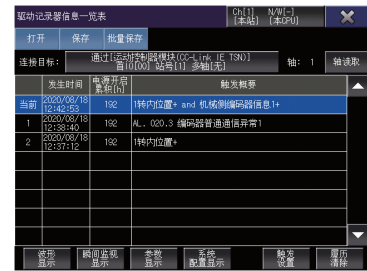 驱动记录器信息一览表
Ch[1] N/W[-]
[本站] [本CPU]
打开 保存 批量保存
连接目标: 通过[运动控制器模块(CC-Link IE TSN)]
首I0[00] 站号[1] 多轴[无]
轴: 1 轴读取
发生时间 电源开启累积[h] 触发概要
当前 2020/08/18 12:42:53 192 1转内位置+ and 机械侧编码器信息1+
1 2020/08/18 12:38:40 192 AL. 020.3 编码器普通通信异常1
2 2020/08/18 12:37:12 192 1转内位置+
波形显示 瞬间监视显示 参数显示 系统配置显示 触发设置 履历清除